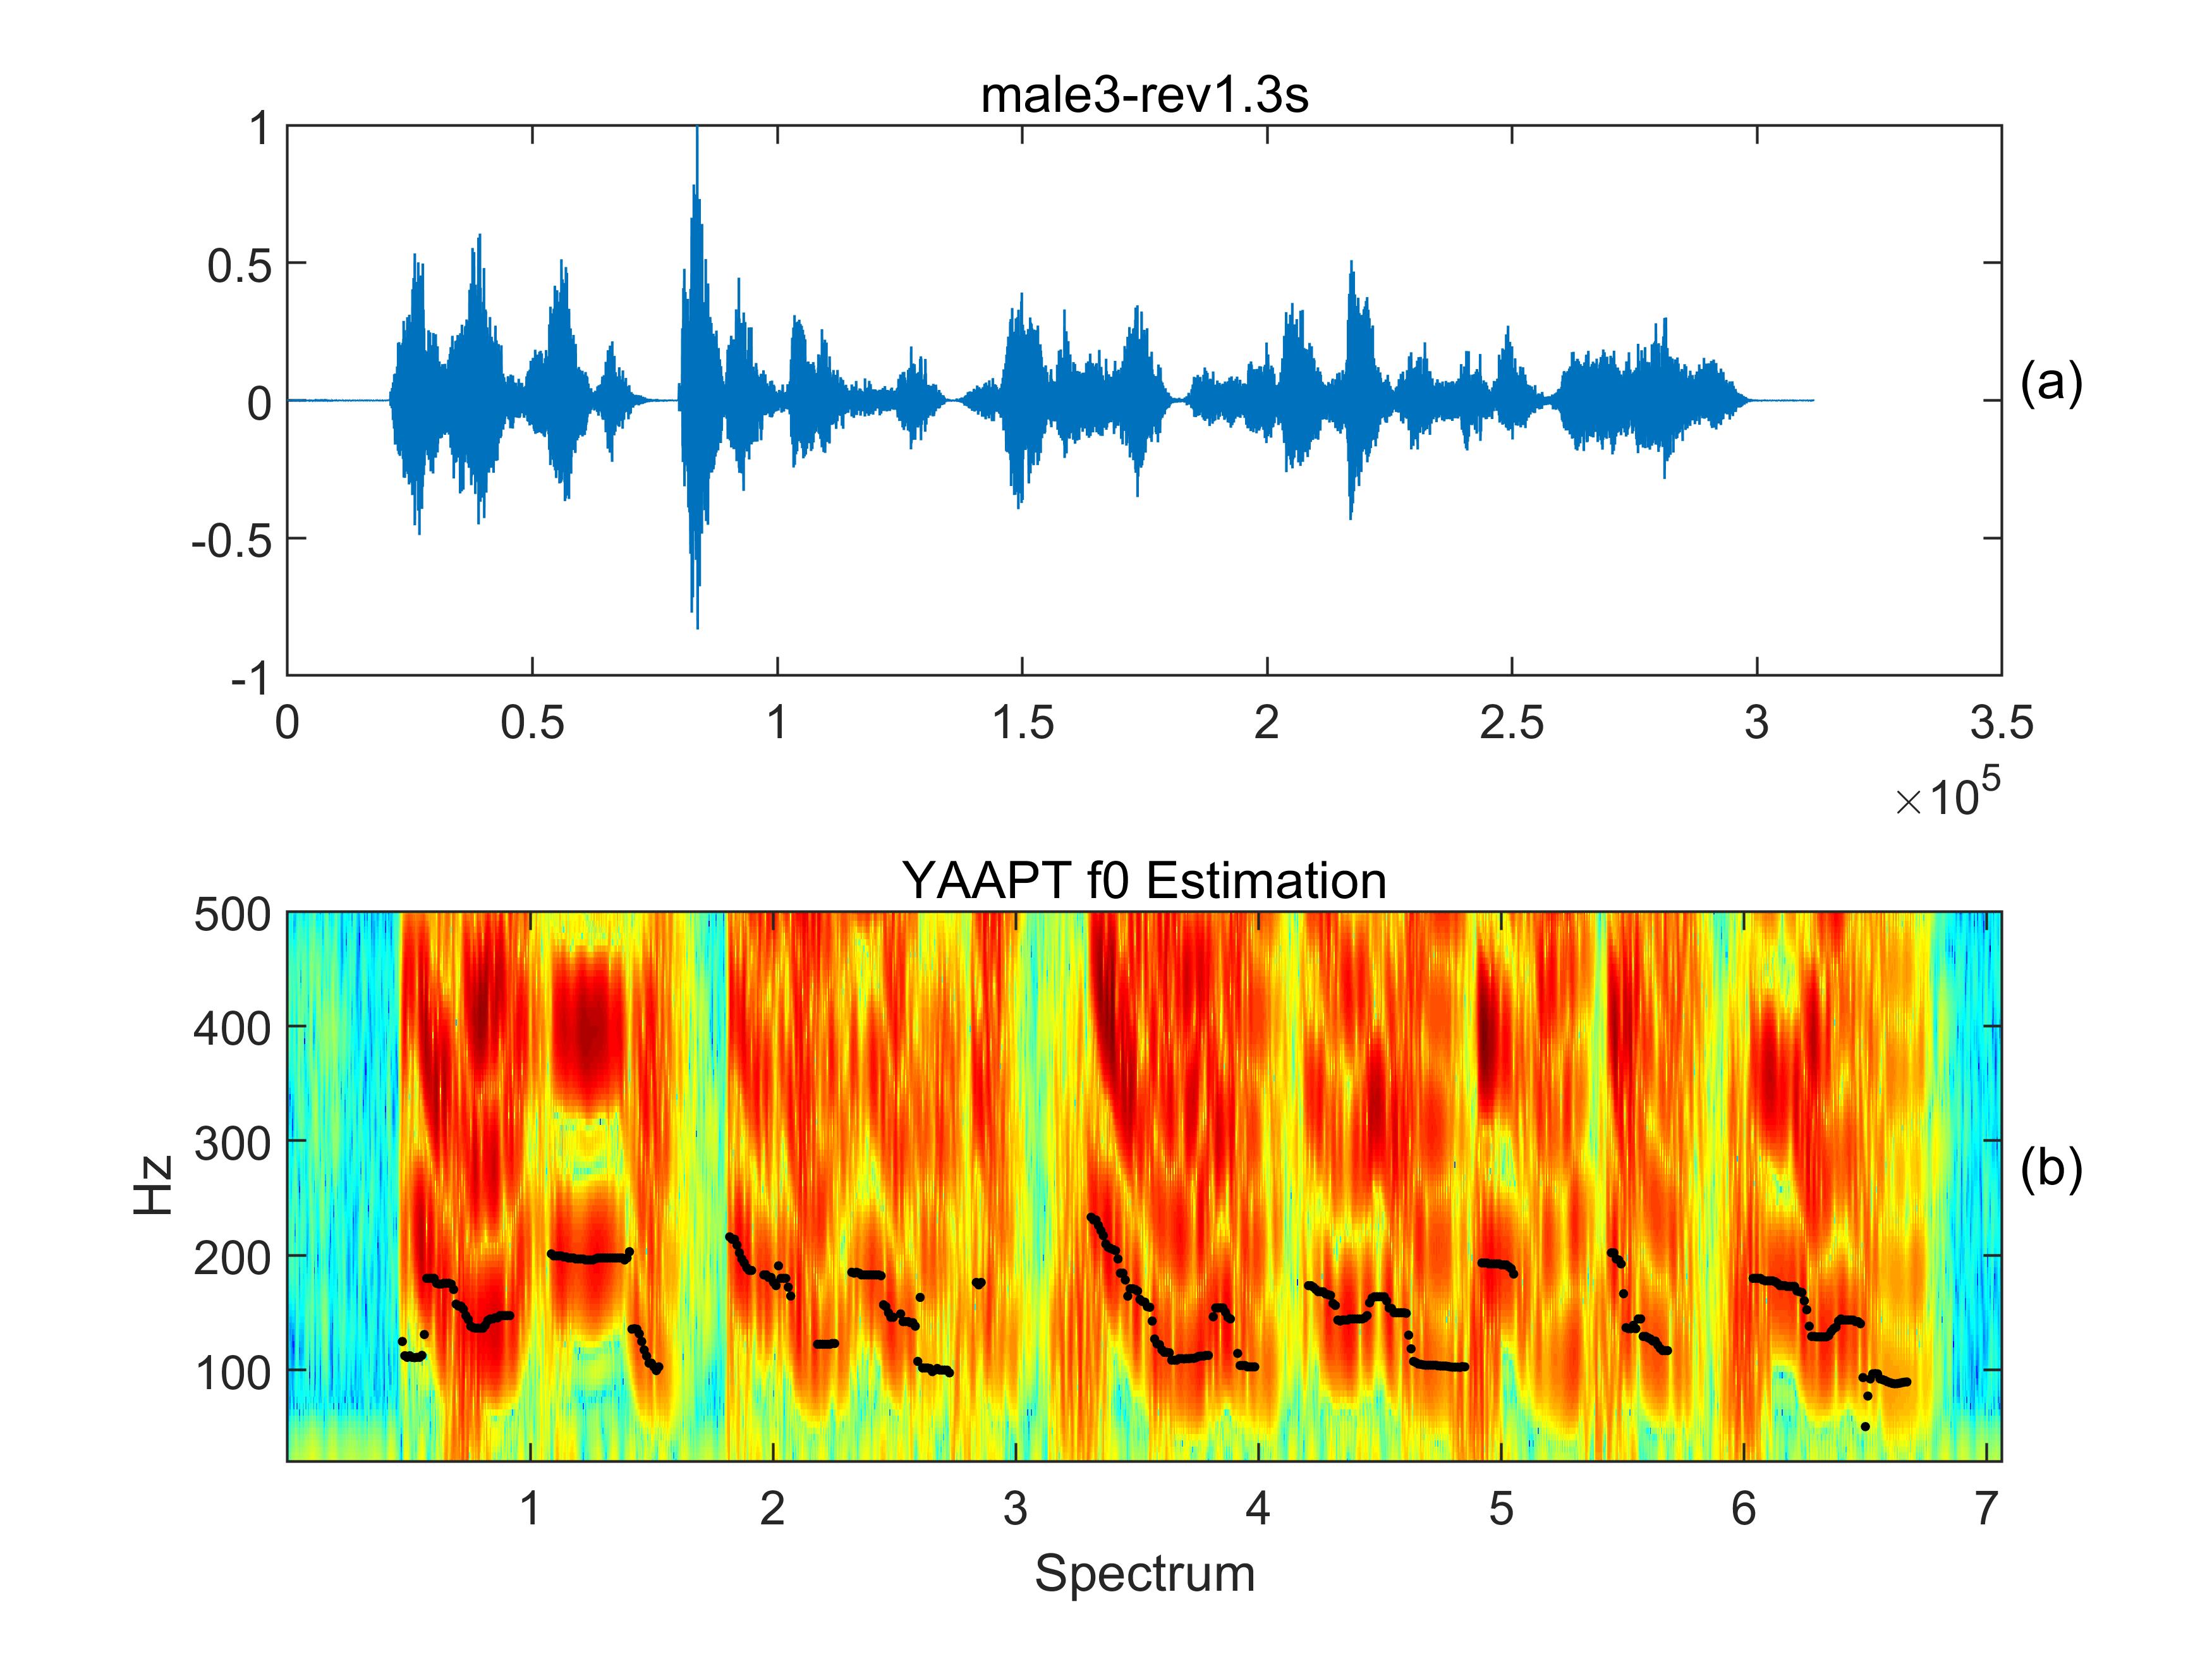 male3-rev1.3s
1
0.5
0
-0.5
-1
(a)
0 0.5 1 1.5 2 2.5 3 3.5
×10^5
YAAPT f0 Estimation
500
400
300
200
100
Hz
(b)
1 2 3 4 5 6 7
Spectrum